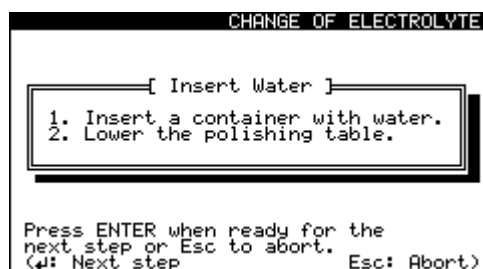 CHANGE OF ELECTROLYTE
[ Insert Water ]
1. Insert a container with water.
2. Lower the polishing table.
Press ENTER when ready for the
next step or Esc to abort.
(↲: Next step Esc: Abort)